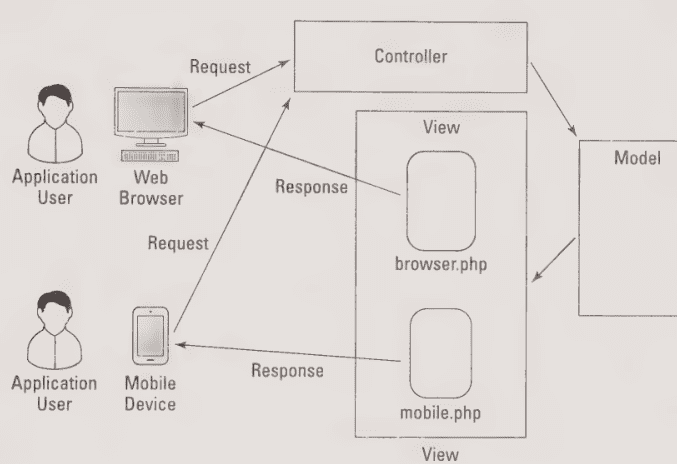 Controller
Request
View
Model
Application
User
Web
Browser
Response
browser.php
Request
Application
User
Mobile
Device
Response
mobile.php
View